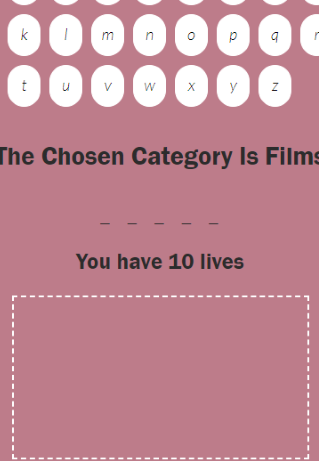 k l m n o p q
t u v w x y z
The Chosen Category Is Films
_ _ _ _ _
You have 10 lives